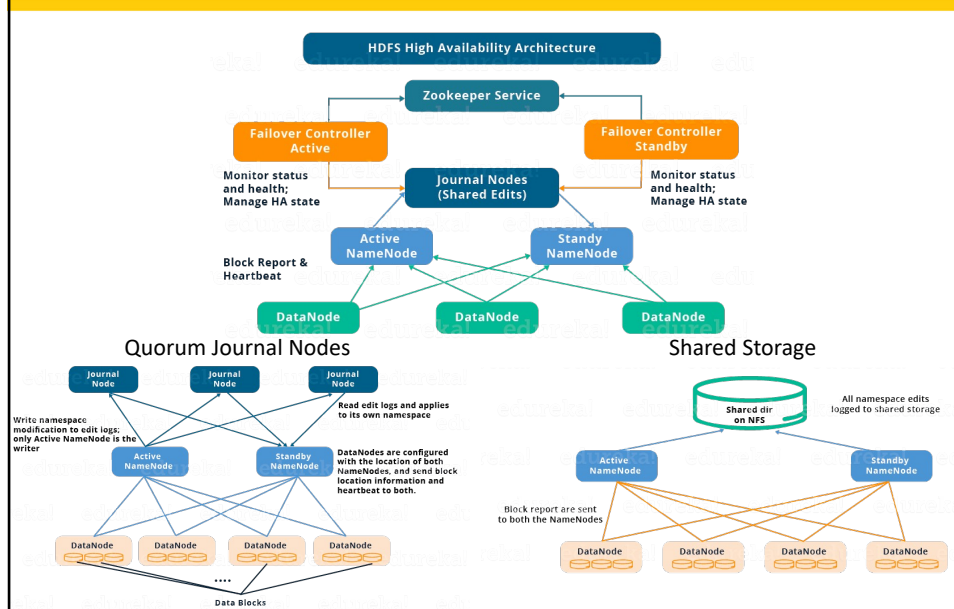 HDFS High Availability Architecture
Zookeeper Service
Failover Controller
Active
Failover Controller
Standby
Monitor status
and health;
Manage HA state
Journal Nodes
(Shared Edits)
Monitor status
and health;
Manage HA state
Active
NameNode
Standy
NameNode
Block Report &
Heartbeat
DataNode
DataNode
DataNode
Quorum Journal Nodes
Journal
Node
Journal
Node
Journal
Node
Write namespace
modification to edit logs;
only Active NameNode is the
writer
Read edit logs and applies
to its own namespace
Active
NameNode
Standby
NameNode
DataNodes are configured
with the location of both
NameNodes, and send block
location information and
heartbeat to both.
DataNode
DataNode
DataNode
DataNode
....
Data Blocks
Shared Storage
Shared dir
on NFS
All namespace edits
logged to shared storage
Active
NameNode
Standby
NameNode
Block report are sent
to both the NameNodes
DataNode
DataNode
DataNode
DataNode